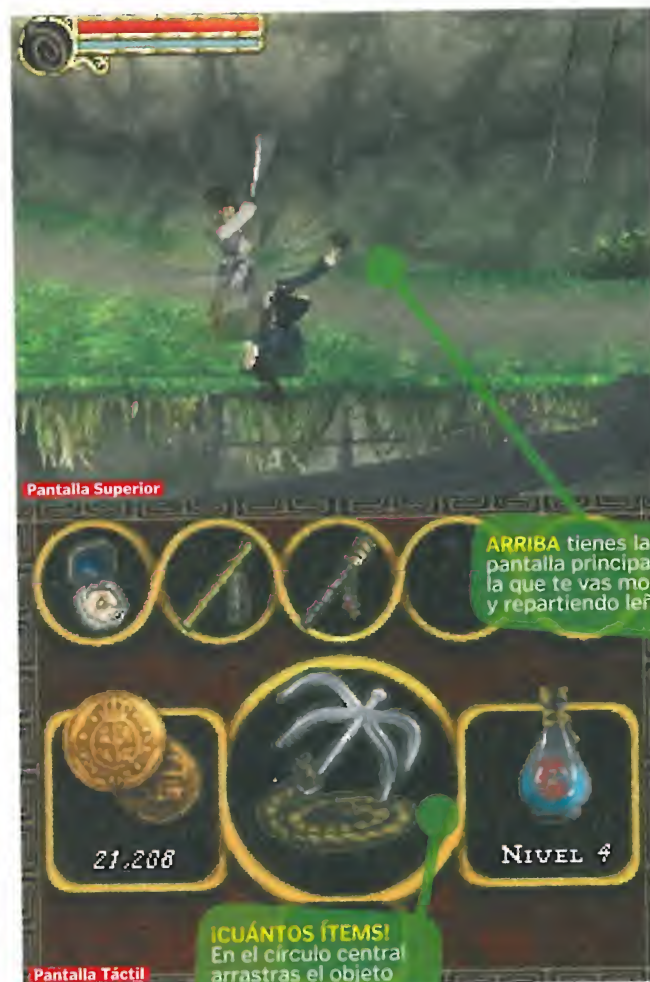 Pantalla Superior
ARRIBA tienes la
pantalla principa
la que te vas mo
y repartiendo leñ
21,208
NIVEL 4
¡CUÁNTOS ÍTEMS!
En el círculo central
arrastras el objeto
Pantalla Táctil